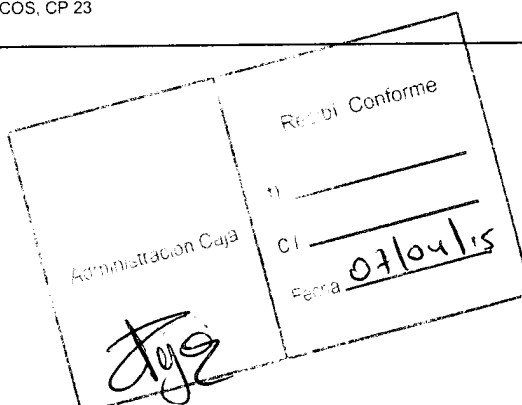 COS, CP 23
Recibí Conforme
f)
C I
Fecha 07/04/15
Administración Caja